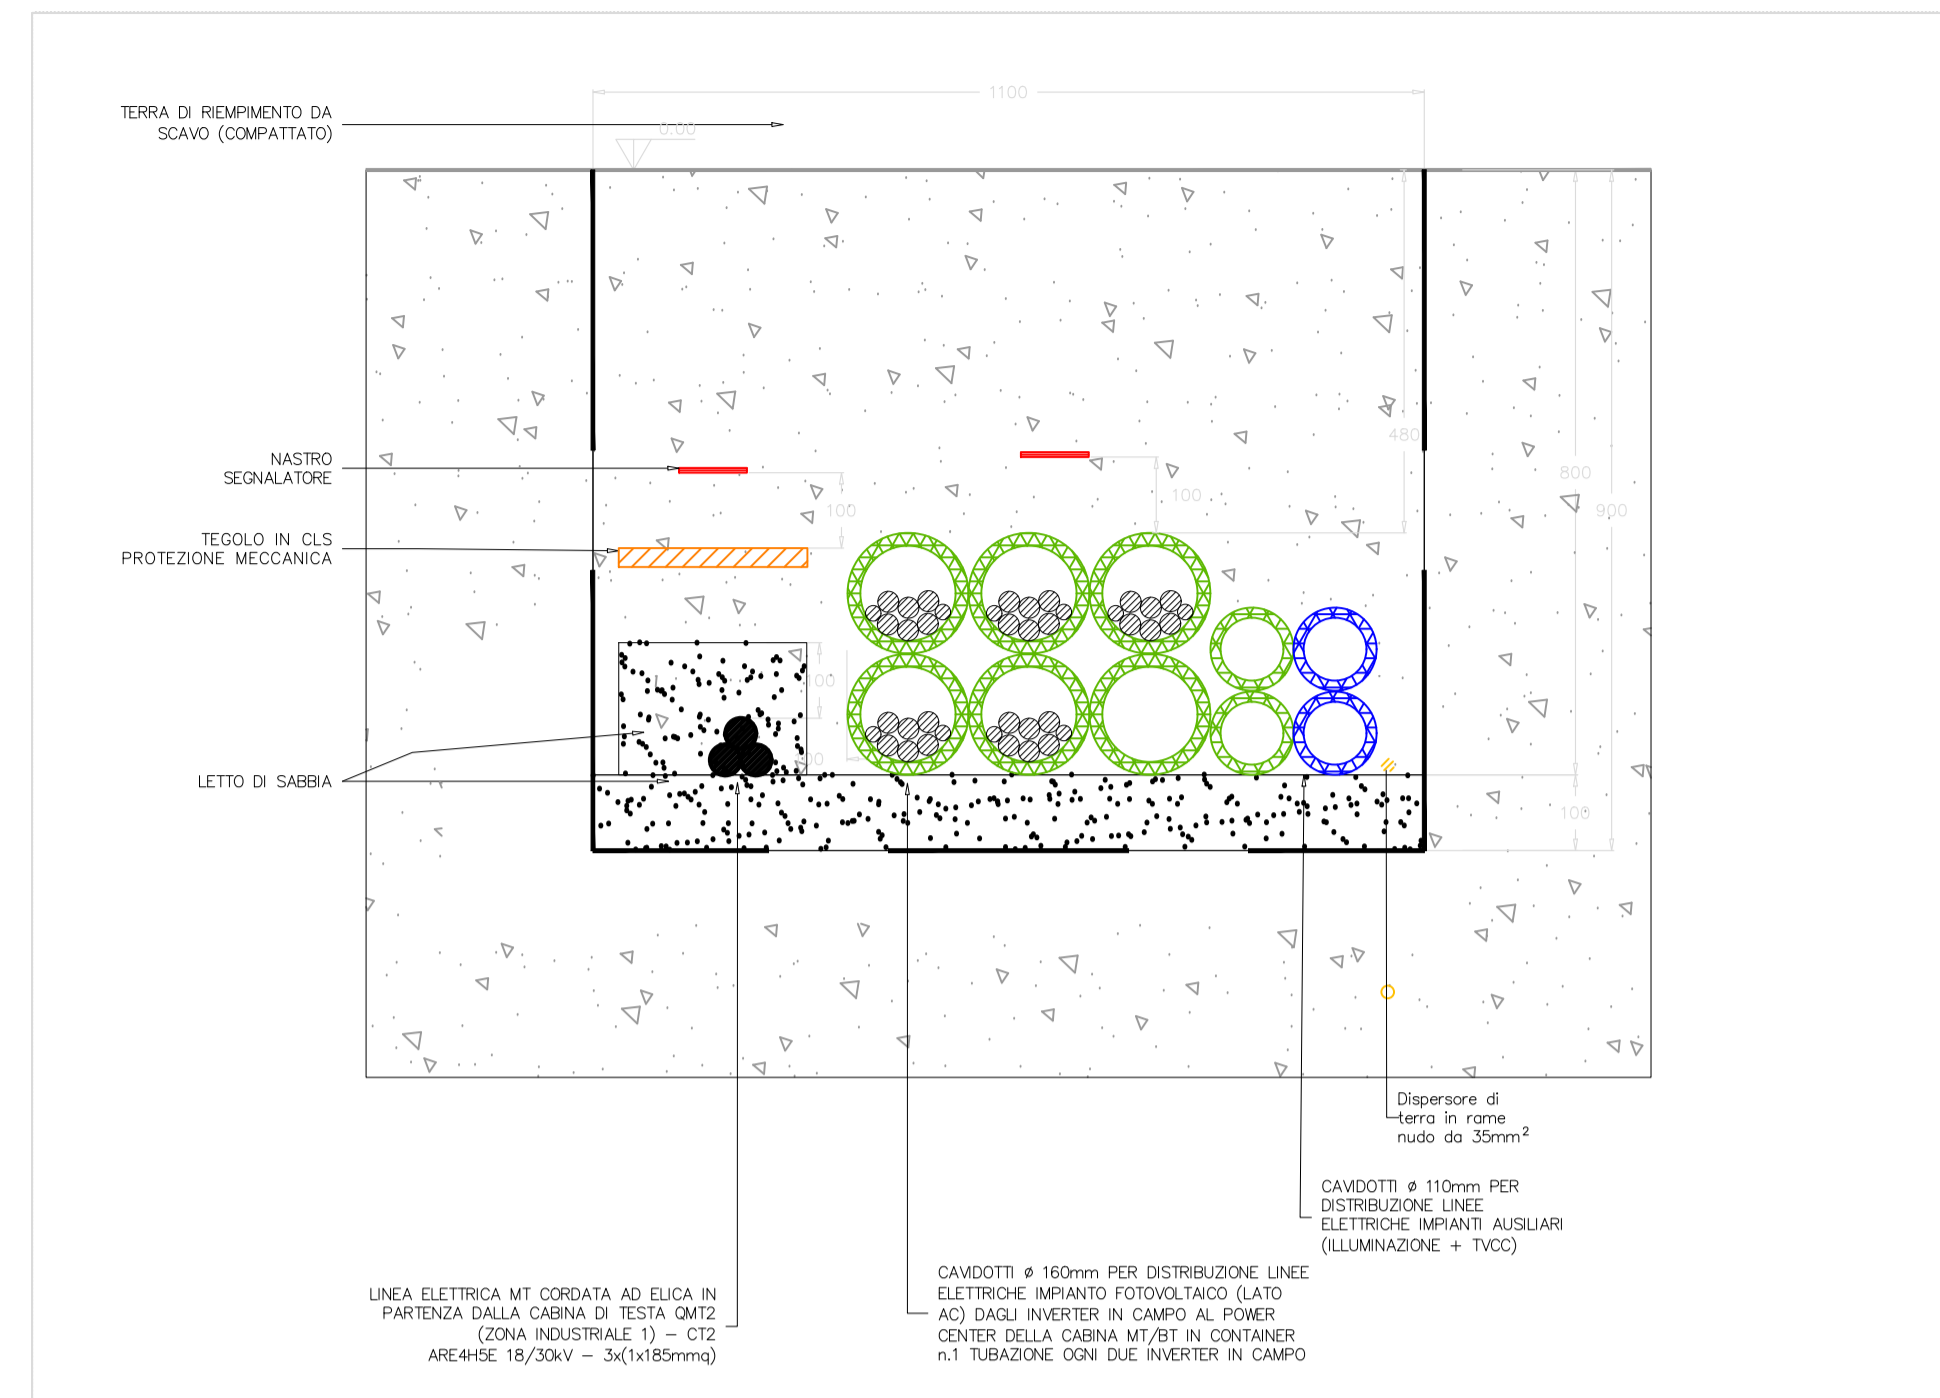 1100
TERRA DI RIEMPIMENTO DA
SCAVO (COMPATTATO)
0.00
480
NASTRO
SEGNALATORE
800
100
100
900
TEGOLO IN CLS
PROTEZIONE MECCANICA
100
LETTO DI SABBIA
100
Dispersore di
terra in rame
nudo da 35mm²
CAVIDOTTI ø 110mm PER
DISTRIBUZIONE LINEE
ELETTRICHE IMPIANTI AUSILIARI
(ILLUMINAZIONE + TVCC)
CAVIDOTTI ø 160mm PER DISTRIBUZIONE LINEE
ELETTRICHE IMPIANTO FOTOVOLTAICO (LATO
AC) DAGLI INVERTER IN CAMPO AL POWER
CENTER DELLA CABINA MT/BT IN CONTAINER
n.1 TUBAZIONE OGNI DUE INVERTER IN CAMPO
LINEA ELETTRICA MT CORDATA AD ELICA IN
PARTENZA DALLA CABINA DI TESTA QMT2
(ZONA INDUSTRIALE 1) – CT2
ARE4H5E 18/30kV – 3x(1x185mmq)